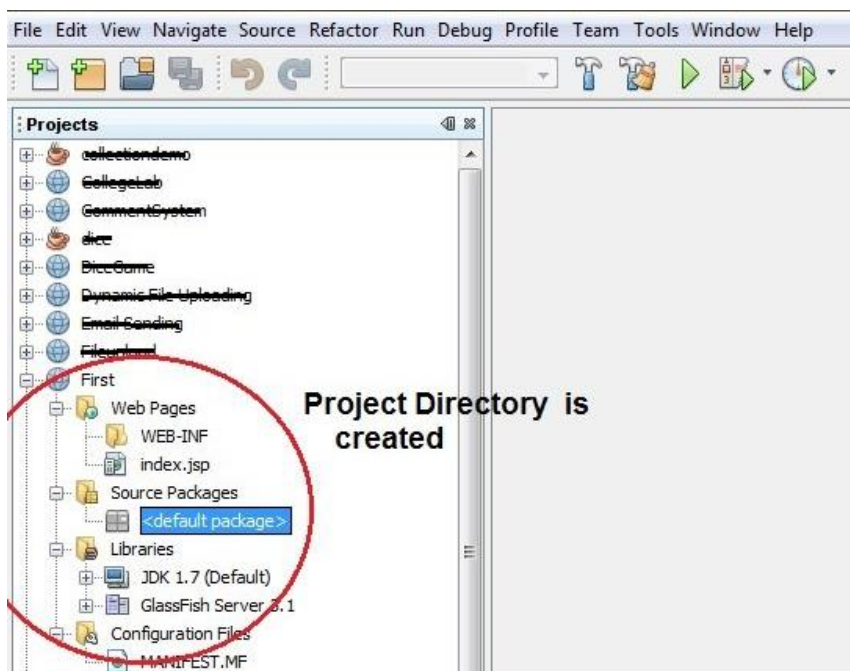 File Edit View Navigate Source Refactor Run Debug Profile Team Tools Window Help
Projects
collectiondemo
CollegeLab
CommentSystem
dice
DiceGame
Dynamic File Uploading
Email Sending
Fileupload
First
Web Pages
WEB-INF
index.jsp
Source Packages
<default package>
Libraries
JDK 1.7 (Default)
GlassFish Server 3.1
Configuration Files
MANIFEST.MF
Project Directory is
created